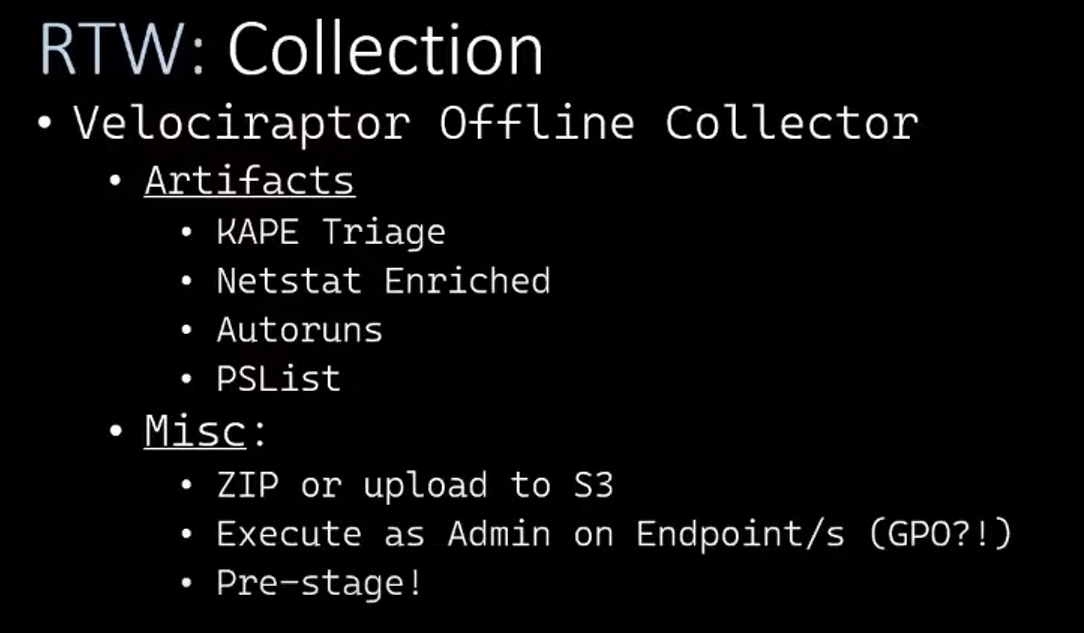 RTW: Collection
• Velociraptor Offline Collector
• Artifacts
• KAPE Triage
• Netstat Enriched
• Autoruns
• PSList
• Misc:
• ZIP or upload to S3
• Execute as Admin on Endpoint/s (GPO?!)
• Pre-stage!